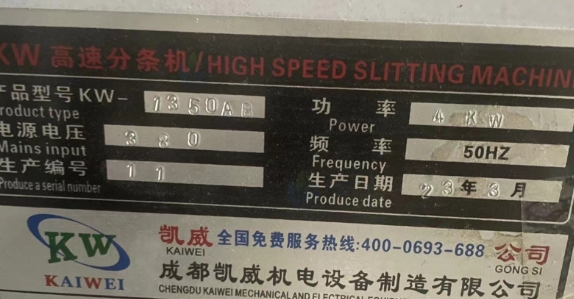 KW 高速分条机/HIGH SPEED SLITTING MACHIN
产品型号 KW- 1350AB 功 率 4 KW
roduct type Power
电源电压 380 频 率 50HZ
Mains input Frequency
生产编号 11 生产日期 23年3月
Produce a serial number Produce date
KW 凯威 全国免费服务热线:400-0693-688 公司
KAIWEI GONG SI
KAIWEI 成都凯威机电设备制造有限公司
CHENGDU KAIWEI MECHANICAL AND ELECTRICAL EQUIP